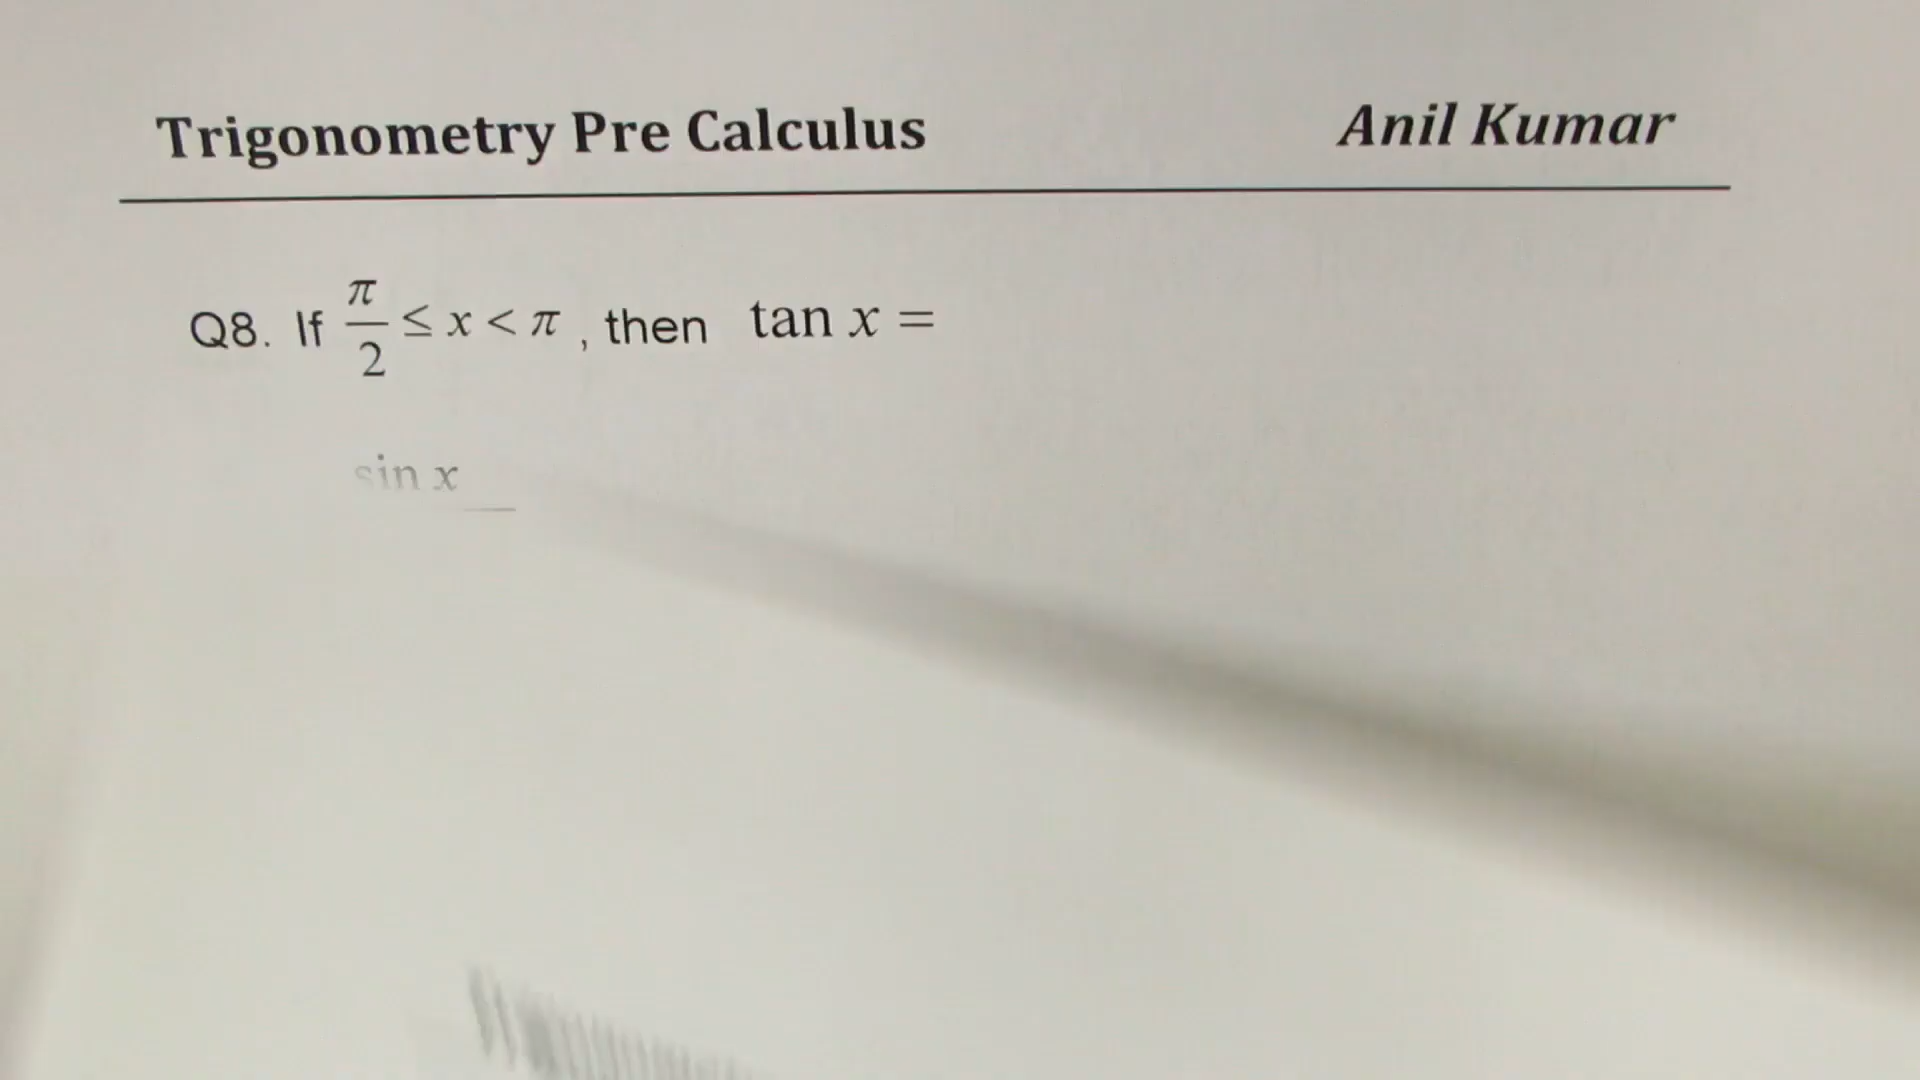 Trigonometry Pre Calculus Anil Kumar
Q8. If π/2 ≤ x < π , then tan x =
sin x